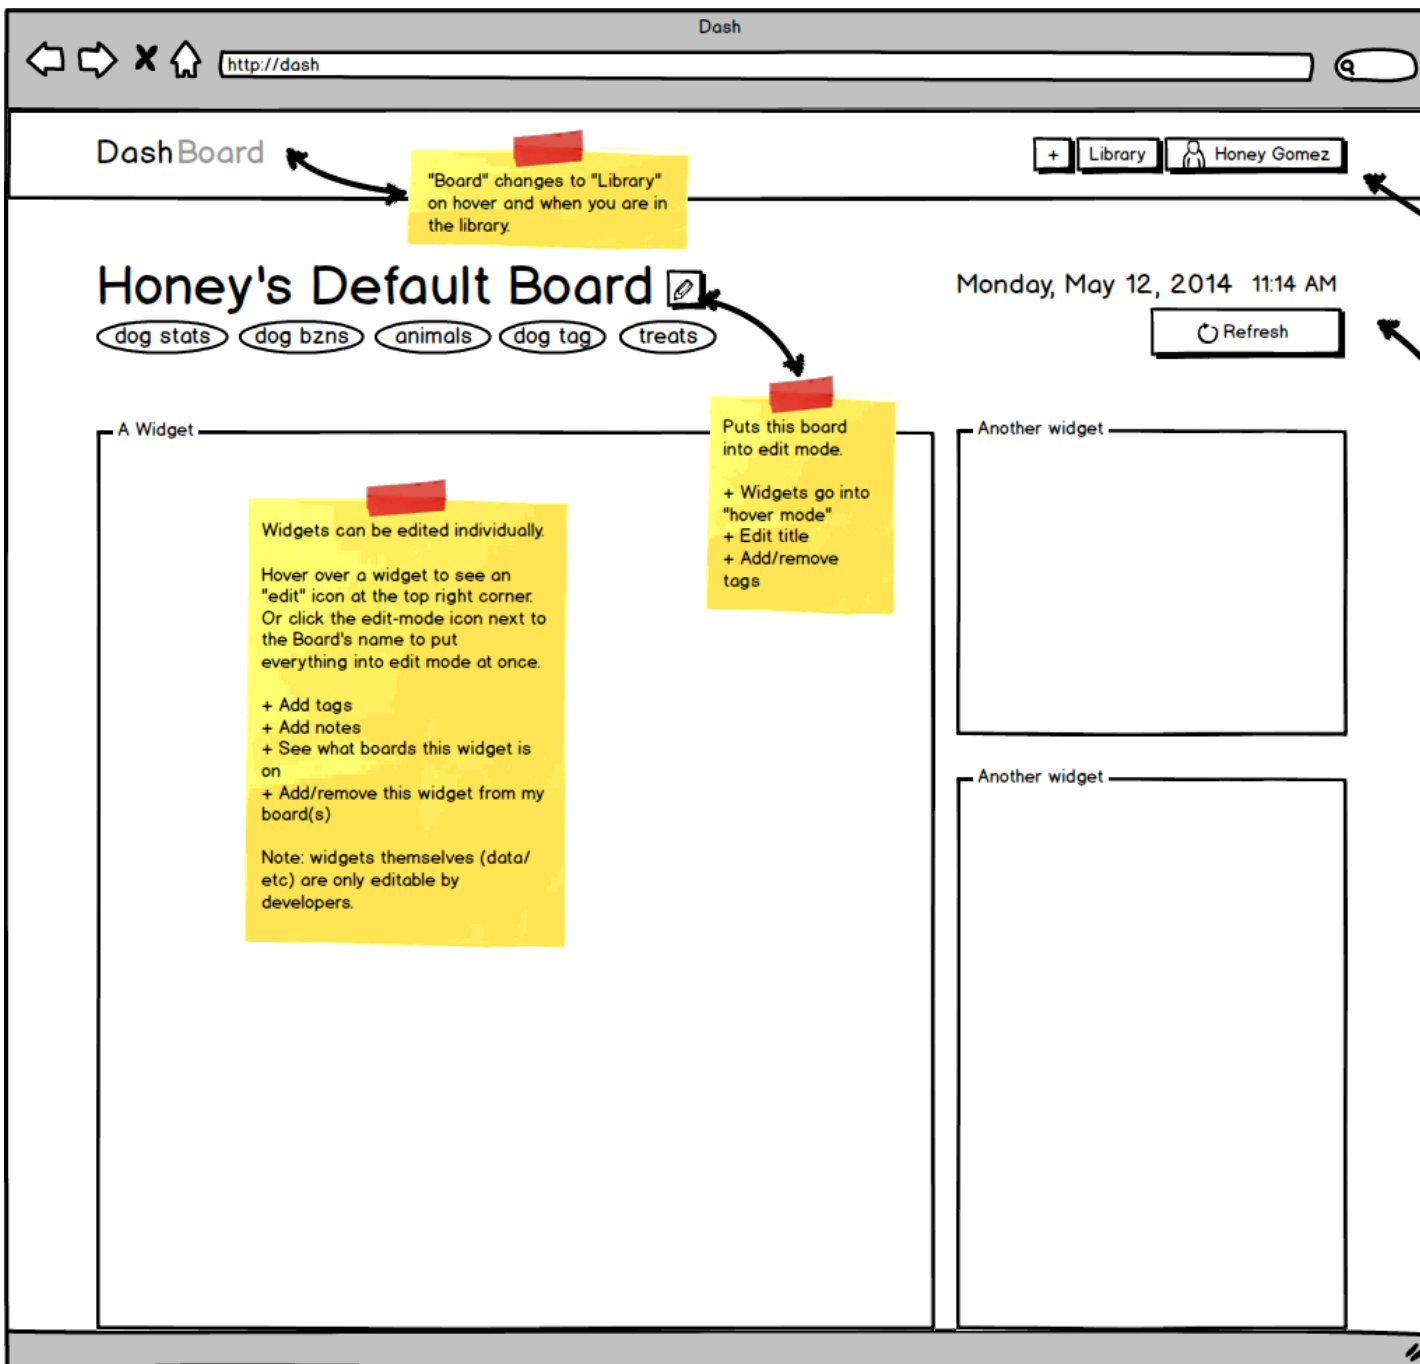 Dash
http://dash
DashBoard
+
Library
Honey Gomez
"Board" changes to "Library"
on hover and when you are in
the library.
Honey's Default Board
Monday, May 12, 2014 11:14 AM
dog stats
dog bzns
animals
dog tag
treats
Refresh
A Widget
Puts this board
into edit mode.
+ Widgets go into
"hover mode"
+ Edit title
+ Add/remove
tags
Another widget
Widgets can be edited individually.
Hover over a widget to see an
"edit" icon at the top right corner.
Or click the edit-mode icon next to
the Board's name to put
everything into edit mode at once.
+ Add tags
+ Add notes
+ See what boards this widget is
on
+ Add/remove this widget from my
board(s)
Note: widgets themselves (data/
etc) are only editable by
developers.
Another widget